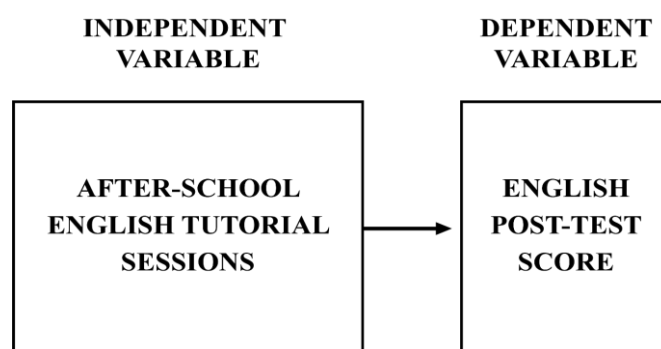 INDEPENDENT
VARIABLE
DEPENDENT
VARIABLE
AFTER-SCHOOL
ENGLISH TUTORIAL
SESSIONS
ENGLISH
POST-TEST
SCORE